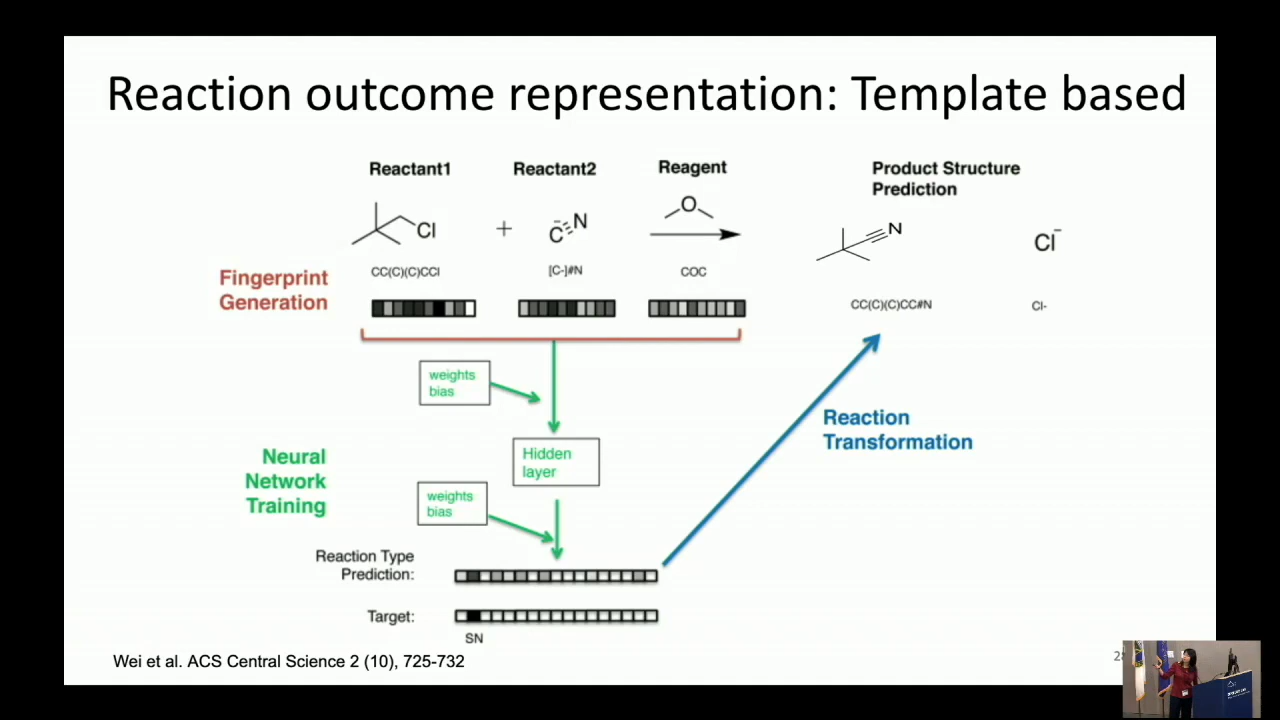 Reaction outcome representation: Template based
Reactant1
Reactant2
Reagent
Product Structure
Prediction
Cl
+
C̄
N
O
N
Cl⁻
CC(C)(C)CCl
[C-]#N
COC
CC(C)(C)CC#N
Cl-
Fingerprint
Generation
weights
bias
Reaction
Transformation
Hidden
layer
Neural
Network
Training
weights
bias
Reaction Type
Prediction:
Target:
SN
Wei et al. ACS Central Science 2 (10), 725-732